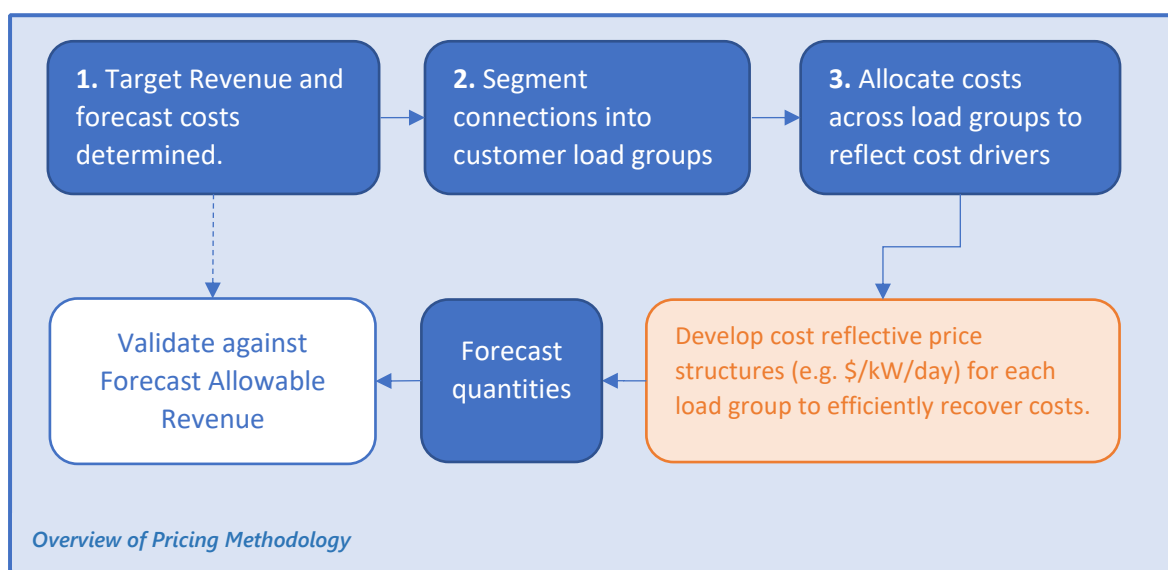 1. Target Revenue and
forecast costs
determined.
2. Segment
connections into
customer load groups
3. Allocate costs
across load groups to
reflect cost drivers
Develop cost reflective price
structures (e.g. $/kW/day) for each
load group to efficiently recover costs.
Forecast
quantities
Validate against
Forecast Allowable
Revenue
Overview of Pricing Methodology